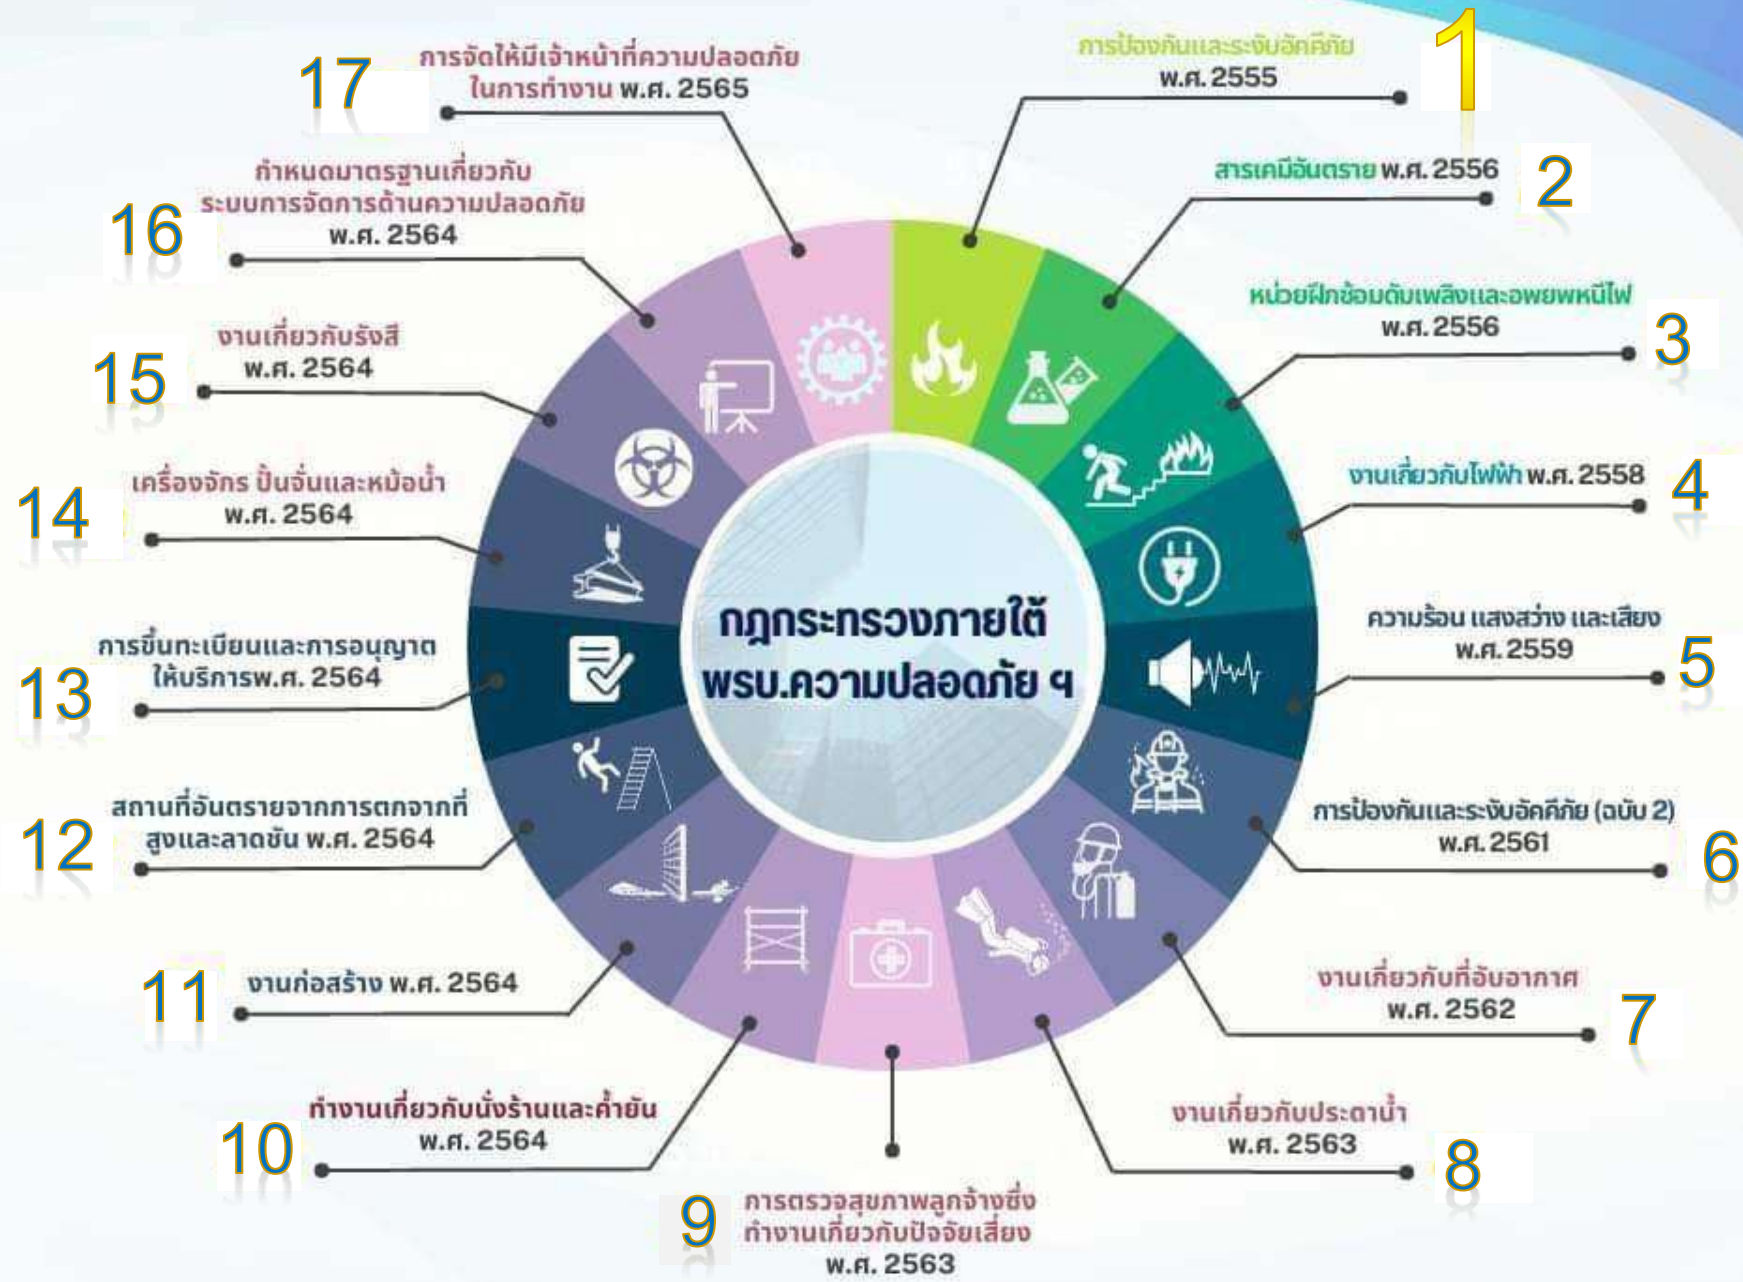 กฎกระทรวงภายใต้
พรบ.ความปลอดภัย ฯ
1
การป้องกันและระงับอัคคีภัย
พ.ศ. 2555
2
สารเคมีอันตราย พ.ศ. 2556
3
หน่วยฝึกซ้อมดับเพลิงและอพยพหนีไฟ
พ.ศ. 2556
4
งานเกี่ยวกับไฟฟ้า พ.ศ. 2558
5
ความร้อน แสงสว่าง และเสียง
พ.ศ. 2559
6
การป้องกันและระงับอัคคีภัย (ฉบับ 2)
พ.ศ. 2561
7
งานเกี่ยวกับที่อับอากาศ
พ.ศ. 2562
8
งานเกี่ยวกับประดาน้ำ
พ.ศ. 2563
9
การตรวจสุขภาพลูกจ้างซึ่ง
ทำงานเกี่ยวกับปัจจัยเสี่ยง
พ.ศ. 2563
10
ทำงานเกี่ยวกับนั่งร้านและค้ำยัน
พ.ศ. 2564
11
งานก่อสร้าง พ.ศ. 2564
12
สถานที่อันตรายจากการตกจากที่
สูงและลาดชัน พ.ศ. 2564
13
การขึ้นทะเบียนและการอนุญาต
ให้บริการพ.ศ. 2564
14
เครื่องจักร ปั้นจั่นและหม้อน้ำ
พ.ศ. 2564
15
งานเกี่ยวกับรังสี
พ.ศ. 2564
16
กำหนดมาตรฐานเกี่ยวกับ
ระบบการจัดการด้านความปลอดภัย
พ.ศ. 2564
17
การจัดให้มีเจ้าหน้าที่ความปลอดภัย
ในการทำงาน พ.ศ. 2565